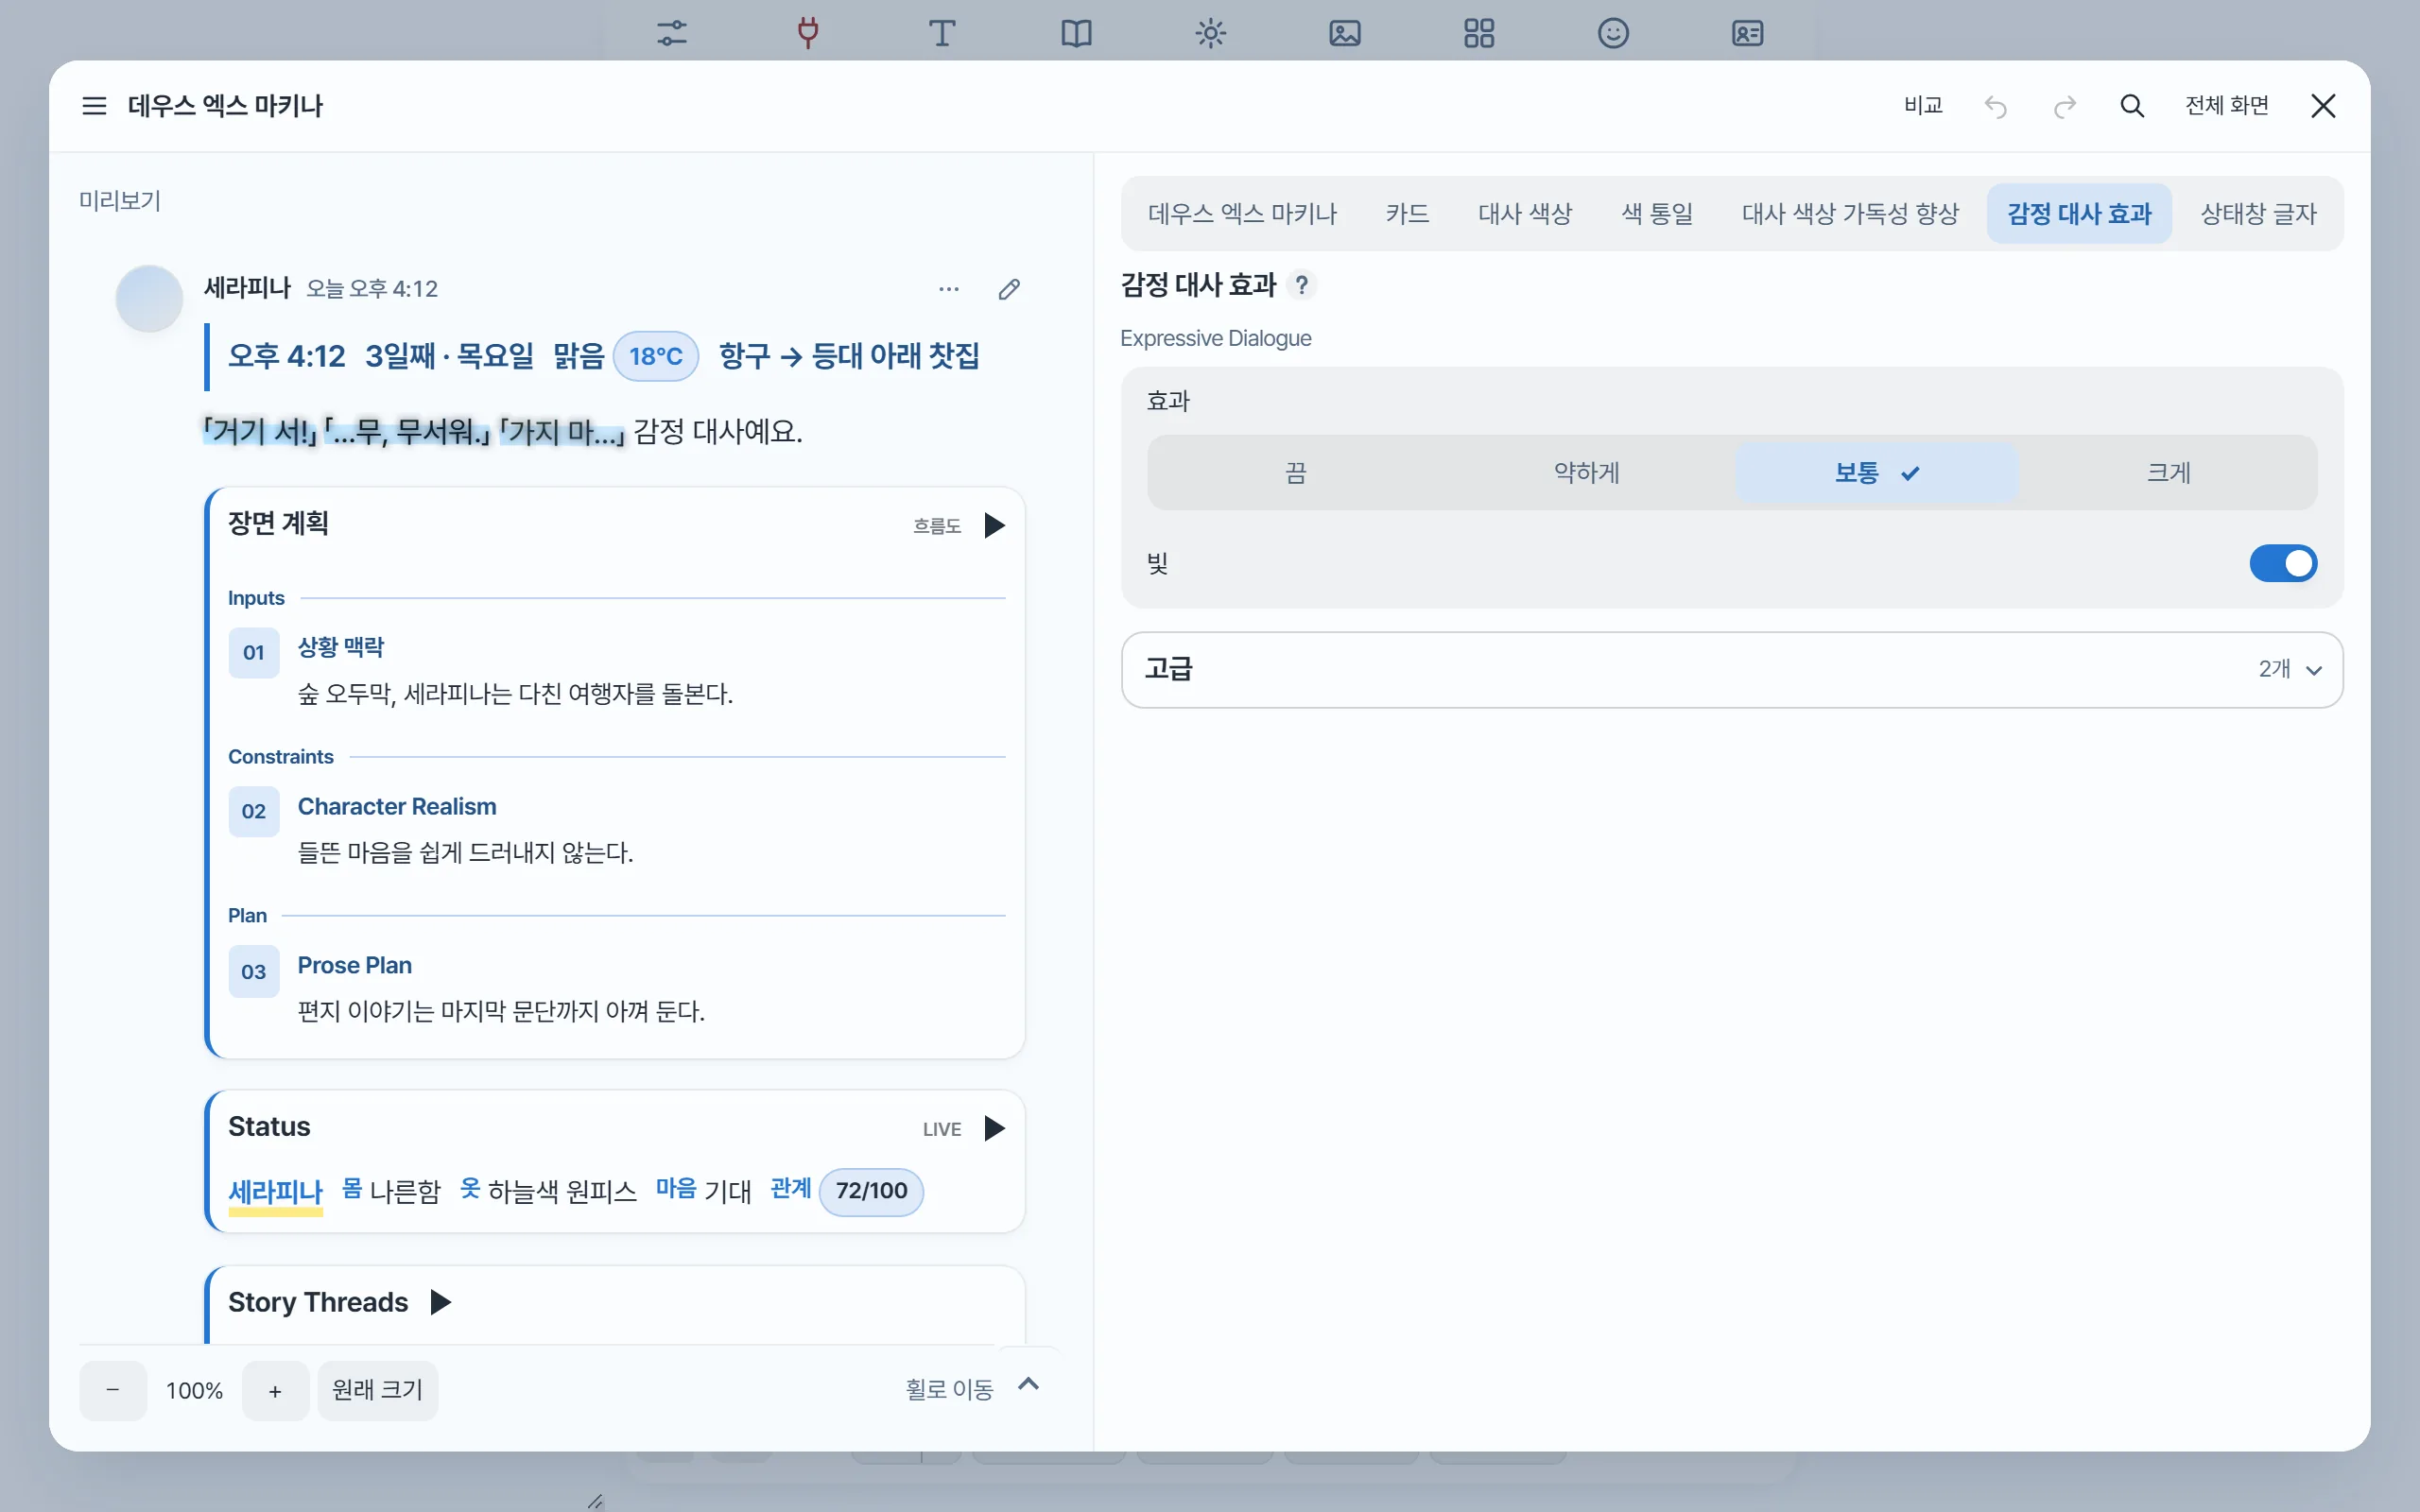 데우스 엑스 마키나
비교
전체 화면
미리보기
세라피나 오늘 오후 4:12
오후 4:12 3일째 · 목요일 맑음 18°C 항구 → 등대 아래 찻집
「거기 서!」 「...무, 무서워.」 「가지 마...」 감정 대사예요.
장면 계획
흐름도
Inputs
01 상황 맥락
숲 오두막, 세라피나는 다친 여행자를 돌본다.
Constraints
02 Character Realism
들뜬 마음을 쉽게 드러내지 않는다.
Plan
03 Prose Plan
편지 이야기는 마지막 문단까지 아껴 둔다.
Status
LIVE
세라피나 몸 나른함 옷 하늘색 원피스 마음 기대 관계 72/100
Story Threads
− 100% + 원래 크기
휠로 이동
데우스 엑스 마키나 카드 대사 색상 색 통일 대사 색상 가독성 향상 감정 대사 효과 상태창 글자
감정 대사 효과 ?
Expressive Dialogue
효과
끔 약하게 보통 크게
빛
고급
2개